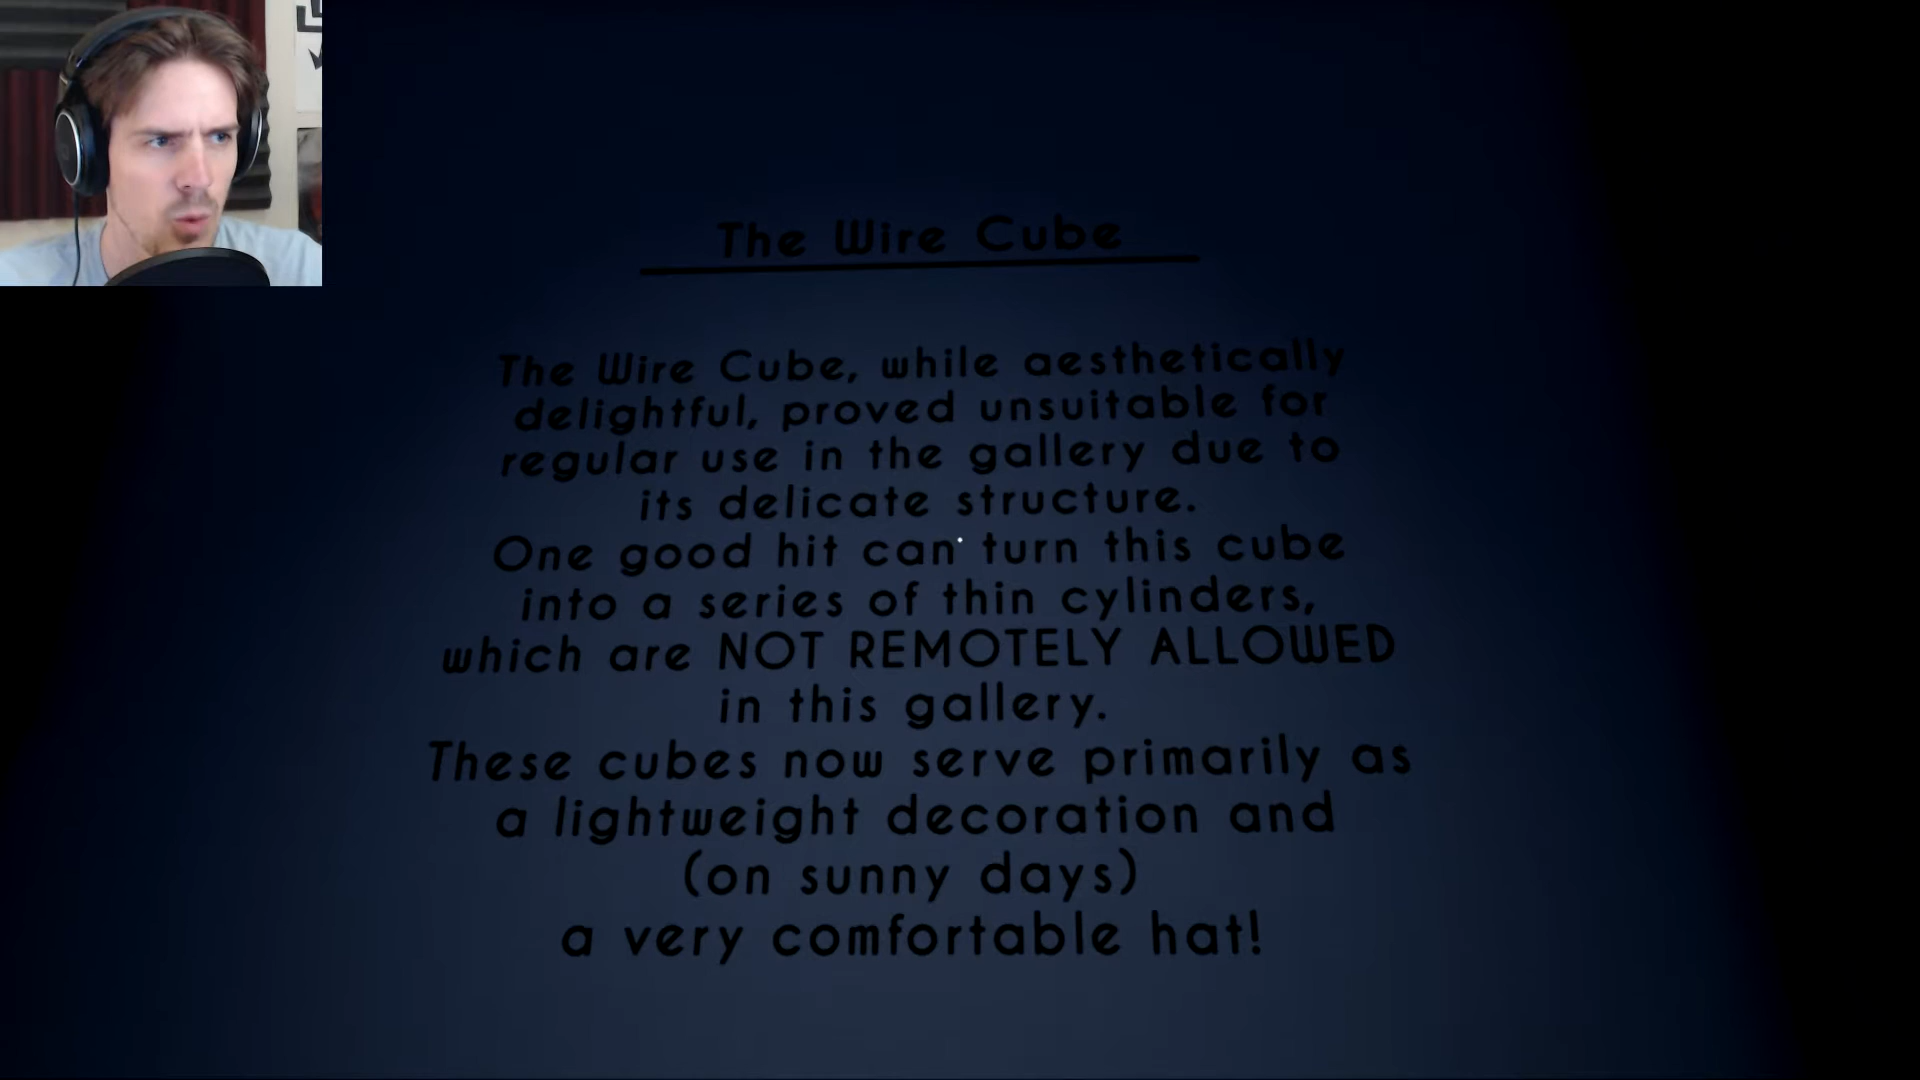 The Wire Cube
The Wire Cube, while aesthetically
delightful, proved unsuitable for
regular use in the gallery due to
its delicate structure.
One good hit can turn this cube
into a series of thin cylinders,
which are NOT REMOTELY ALLOWED
in this gallery.
These cubes now serve primarily as
a lightweight decoration and
(on sunny days)
a very comfortable hat!